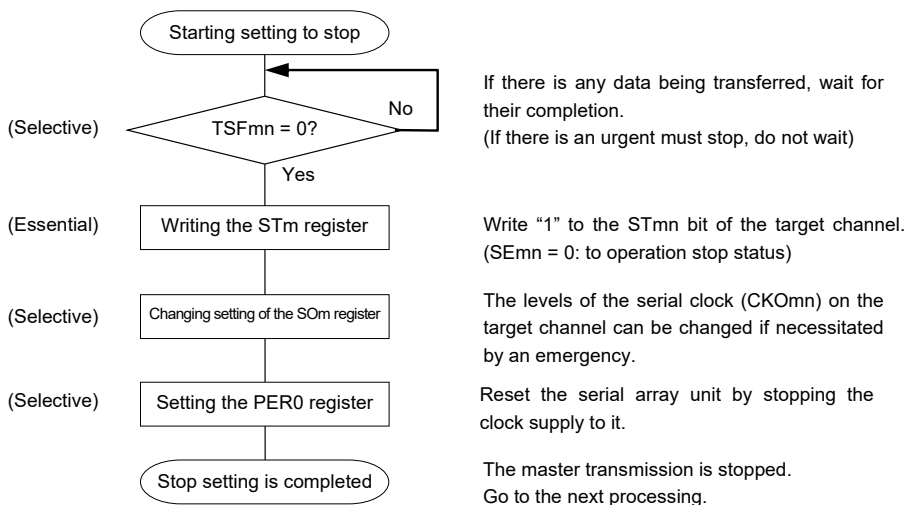 Starting setting to stop
If there is any data being transferred, wait for
their completion.
(If there is an urgent must stop, do not wait)
(Selective)
TSFmn = 0?
No
Yes
(Essential)
Writing the STm register
Write “1” to the STmn bit of the target channel.
(SEmn = 0: to operation stop status)
(Selective)
Changing setting of the SOm register
The levels of the serial clock (CKOmn) on the
target channel can be changed if necessitated
by an emergency.
(Selective)
Setting the PER0 register
Reset the serial array unit by stopping the
clock supply to it.
Stop setting is completed
The master transmission is stopped.
Go to the next processing.